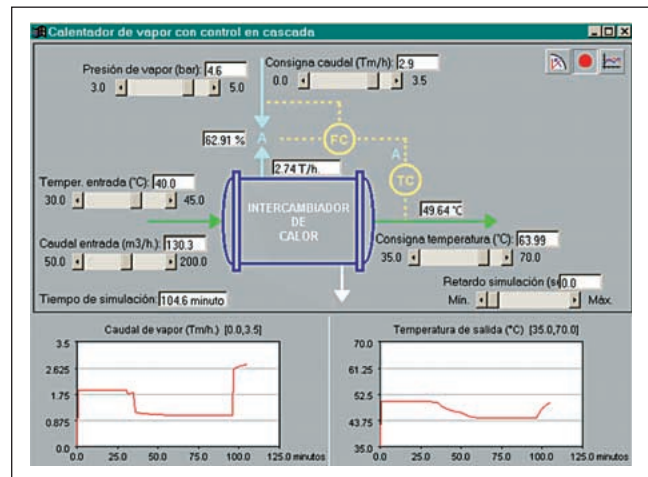 Calentador de vapor con control en cascada
Presión de vapor (bar): 4.6
3.0 5.0
Consigna caudal (Tm/h): 2.9
0.0 3.5
62.91 %
A
FC
A
TC
2.74 T/h.
Temper. entrada (°C): 40.0
30.0 45.0
INTERCAMBIADOR
DE
CALOR
49.64 °C
Caudal entrada (m3/h.): 130.3
50.0 200.0
Consigna temperatura (°C): 63.99
35.0 70.0
Retardo simulación (se 0.0
Mín. Máx.
Tiempo de simulación: 104.6 minuto
Caudal de vapor (Tm/h.) [0.0,3.5]
3.5
2.625
1.75
0.875
0.0
0.0 25.0 50.0 75.0 100.0 125.0 minutos
Temperatura de salida (°C) [35.0,70.0]
70.0
61.25
52.5
43.75
35.0
0.0 25.0 50.0 75.0 100.0 125.0 minutos